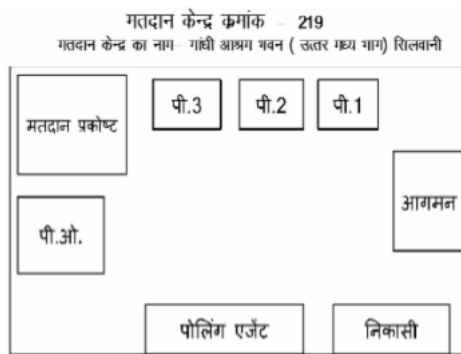 मतदान केन्द्र क्रमांक - 219
मतदान केन्द्र का नाम- गांधी आश्रम भवन ( उत्तर मध्य भाग) सिलवानी
मतदान प्रकोष्ट
पी.3
पी.2
पी.1
आगमन
पी.ओ.
पोलिंग एजेंट
निकासी